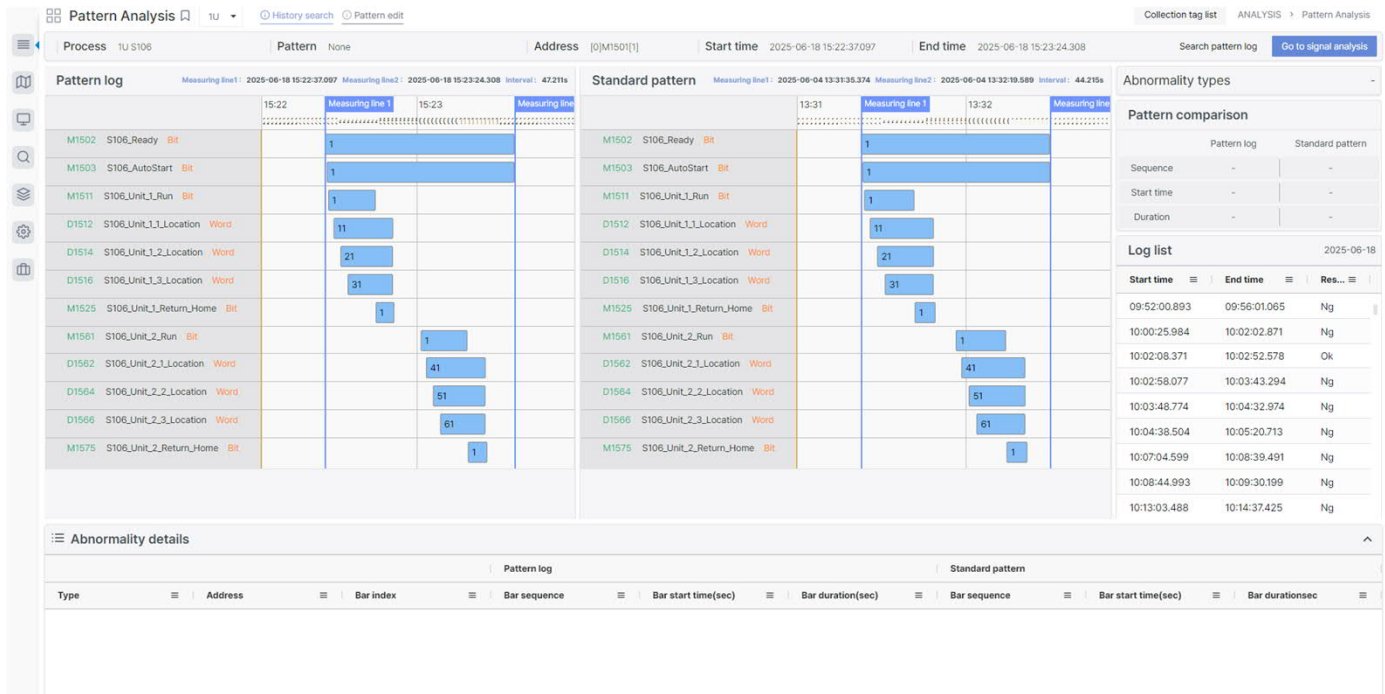 Pattern Analysis 1U History search Pattern edit Collection tag list ANALYSIS > Pattern Analysis
Process 1U S106 Pattern None Address [0]M1501[1] Start time 2025-06-18 15:22:37.097 End time 2025-06-18 15:23:24.308 Search pattern log Go to signal analysis
Pattern log Measuring line1 : 2025-06-18 15:22:37.097 Measuring line2 : 2025-06-18 15:23:24.308 Interval : 47.211s
15:22 Measuring line 1 15:23 Measuring line
M1502 S106_Ready Bit 1
M1503 S106_AutoStart Bit 1
M1511 S106_Unit_1_Run Bit 1
D1512 S106_Unit_1_1_Location Word 11
D1514 S106_Unit_1_2_Location Word 21
D1516 S106_Unit_1_3_Location Word 31
M1525 S106_Unit_1_Return_Home Bit 1
M1561 S106_Unit_2_Run Bit 1
D1562 S106_Unit_2_1_Location Word 41
D1564 S106_Unit_2_2_Location Word 51
D1566 S106_Unit_2_3_Location Word 61
M1575 S106_Unit_2_Return_Home Bit 1
Standard pattern Measuring line1 : 2025-06-04 13:31:35.374 Measuring line2 : 2025-06-04 13:32:19.589 Interval : 44.215s
13:31 Measuring line 1 13:32 Measuring line
M1502 S106_Ready Bit 1
M1503 S106_AutoStart Bit 1
M1511 S106_Unit_1_Run Bit 1
D1512 S106_Unit_1_1_Location Word 11
D1514 S106_Unit_1_2_Location Word 21
D1516 S106_Unit_1_3_Location Word 31
M1525 S106_Unit_1_Return_Home Bit 1
M1561 S106_Unit_2_Run Bit 1
D1562 S106_Unit_2_1_Location Word 41
D1564 S106_Unit_2_2_Location Word 51
D1566 S106_Unit_2_3_Location Word 61
M1575 S106_Unit_2_Return_Home Bit 1
Abnormality types -
Pattern comparison
Pattern log Standard pattern
Sequence - -
Start time - -
Duration - -
Log list 2025-06-18
Start time End time Res...
09:52:00.893 09:56:01.065 Ng
10:00:25.984 10:02:02.871 Ng
10:02:08.371 10:02:52.578 Ok
10:02:58.077 10:03:43.294 Ng
10:03:48.774 10:04:32.974 Ng
10:04:38.504 10:05:20.713 Ng
10:07:04.599 10:08:39.491 Ng
10:08:44.993 10:09:30.199 Ng
10:13:03.488 10:14:37.425 Ng
Abnormality details
Pattern log Standard pattern
Type Address Bar index Bar sequence Bar start time(sec) Bar duration(sec) Bar sequence Bar start time(sec) Bar durationsec